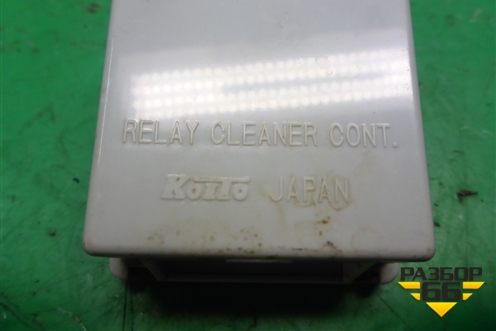 RELAY CLEANER CONT.
Koito JAPAN
РАЗБОР
66